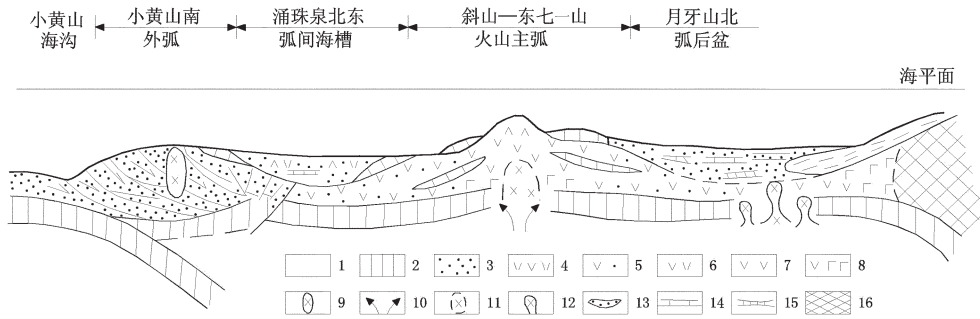 小黄山
海沟
小黄山南
外弧
涌珠泉北东
弧间海槽
斜山—东七一山
火山主弧
月牙山北
弧后盆
海平面
1 2 3 4 5 6 7 8
9 10 11 12 13 14 15 16